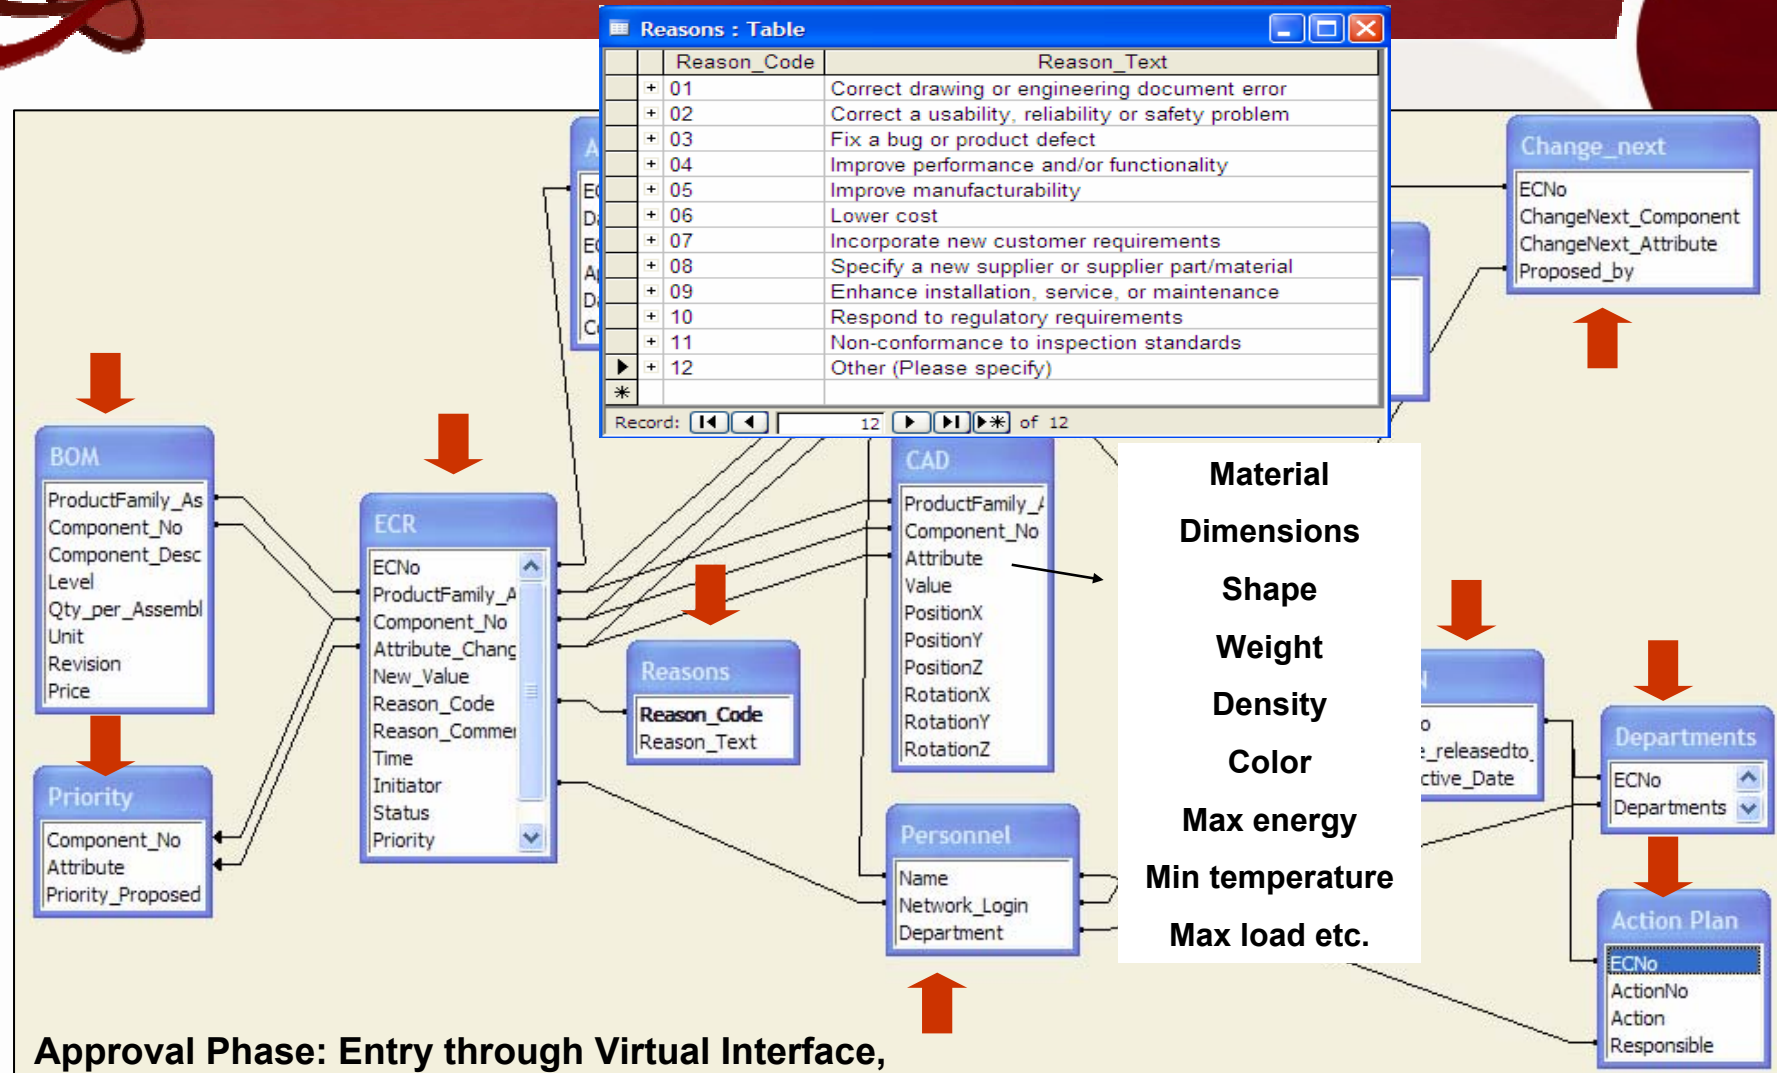 Reasons : Table
Reason_Code Reason_Text
01 Correct drawing or engineering document error
02 Correct a usability, reliability or safety problem
03 Fix a bug or product defect
04 Improve performance and/or functionality
05 Improve manufacturability
06 Lower cost
07 Incorporate new customer requirements
08 Specify a new supplier or supplier part/material
09 Enhance installation, service, or maintenance
10 Respond to regulatory requirements
11 Non-conformance to inspection standards
12 Other (Please specify)
Record: 12 of 12
Change_next
ECNo
ChangeNext_Component
ChangeNext_Attribute
Proposed_by
BOM
ProductFamily_As
Component_No
Component_Desc
Level
Qty_per_Assembl
Unit
Revision
Price
Priority
Component_No
Attribute
Priority_Proposed
ECR
ECNo
ProductFamily_A
Component_No
Attribute_Chang
New_Value
Reason_Code
Reason_Commer
Time
Initiator
Status
Priority
Reasons
Reason_Code
Reason_Text
CAD
ProductFamily_A
Component_No
Attribute
Value
PositionX
PositionY
PositionZ
RotationX
RotationY
RotationZ
Personnel
Name
Network_Login
Department
Material
Dimensions
Shape
Weight
Density
Color
Max energy
Min temperature
Max load etc.
e_releasedto_
ctive_Date
Departments
ECNo
Departments
Action Plan
ECNo
ActionNo
Action
Responsible
Approval Phase: Entry through Virtual Interface,